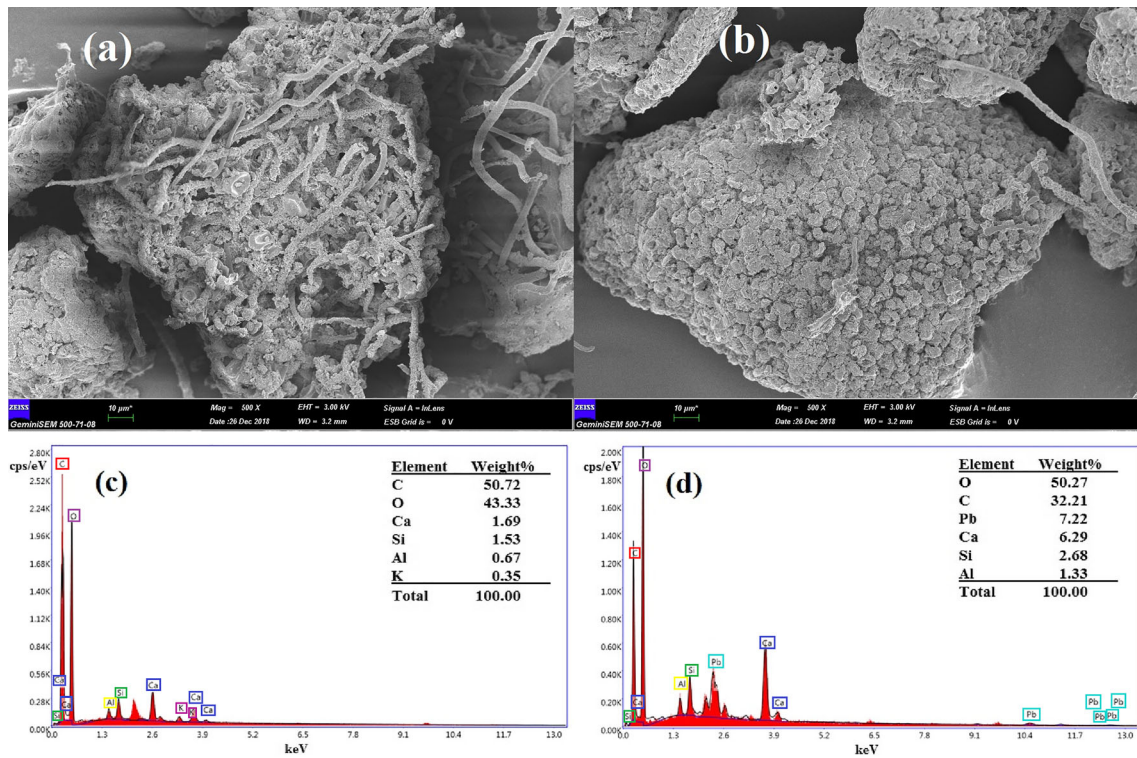 (a)
(b)
ZEISS
10 µm*
Mag = 500 X
EHT = 3.00 kV
Signal A = InLens
GeminiSEM 500-71-08
Date :26 Dec 2018
WD = 3.2 mm
ESB Grid is = 0 V
ZEISS
10 µm*
Mag = 500 X
EHT = 3.00 kV
Signal A = InLens
GeminiSEM 500-71-08
Date :26 Dec 2018
WD = 3.2 mm
ESB Grid is = 0 V
2.80K
cps/eV
2.52K
2.24K
1.96K
1.68K
1.40K
1.12K
0.84K
0.56K
0.28K
0.00K
(c)
Element Weight%
C 50.72
O 43.33
Ca 1.69
Si 1.53
Al 0.67
K 0.35
Total 100.00
C
O
Ca
Ca
Al
Si
Ca
K
K
Ca
Ca
0.0 1.3 2.6 3.9 5.2 6.5 7.8 9.1 10.4 11.7 13.0
keV
2.00K
cps/eV
1.80K
1.60K
1.40K
1.20K
1.00K
0.80K
0.60K
0.40K
0.20K
0.00K
(d)
Element Weight%
O 50.27
C 32.21
Pb 7.22
Ca 6.29
Si 2.68
Al 1.33
Total 100.00
O
C
Si
Ca
Al
Si
Pb
Ca
Ca
Pb
Pb
Pb
Pb
Pb
0.0 1.3 2.6 3.9 5.2 6.5 7.8 9.1 10.4 11.7 13.0
keV